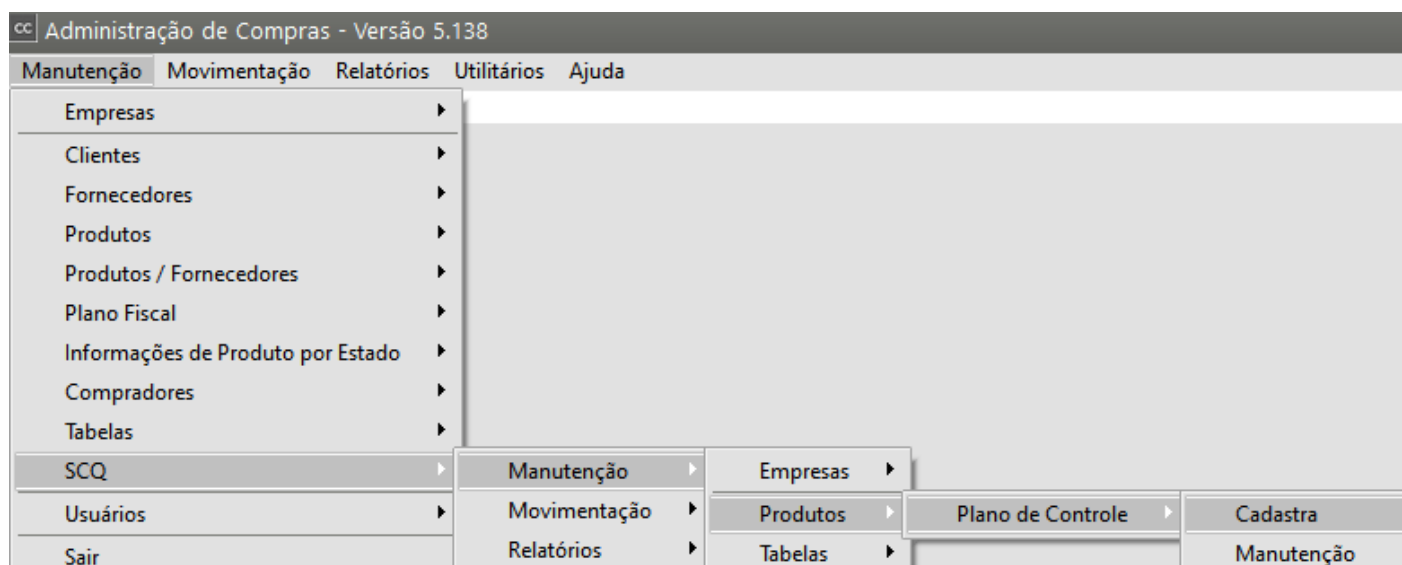 cc Administração de Compras - Versão 5.138
Manutenção Movimentação Relatórios Utilitários Ajuda
Empresas
Clientes
Fornecedores
Produtos
Produtos / Fornecedores
Plano Fiscal
Informações de Produto por Estado
Compradores
Tabelas
SCQ Manutenção Empresas
Usuários Movimentação Produtos Plano de Controle Cadastra
Sair Relatórios Tabelas Manutenção